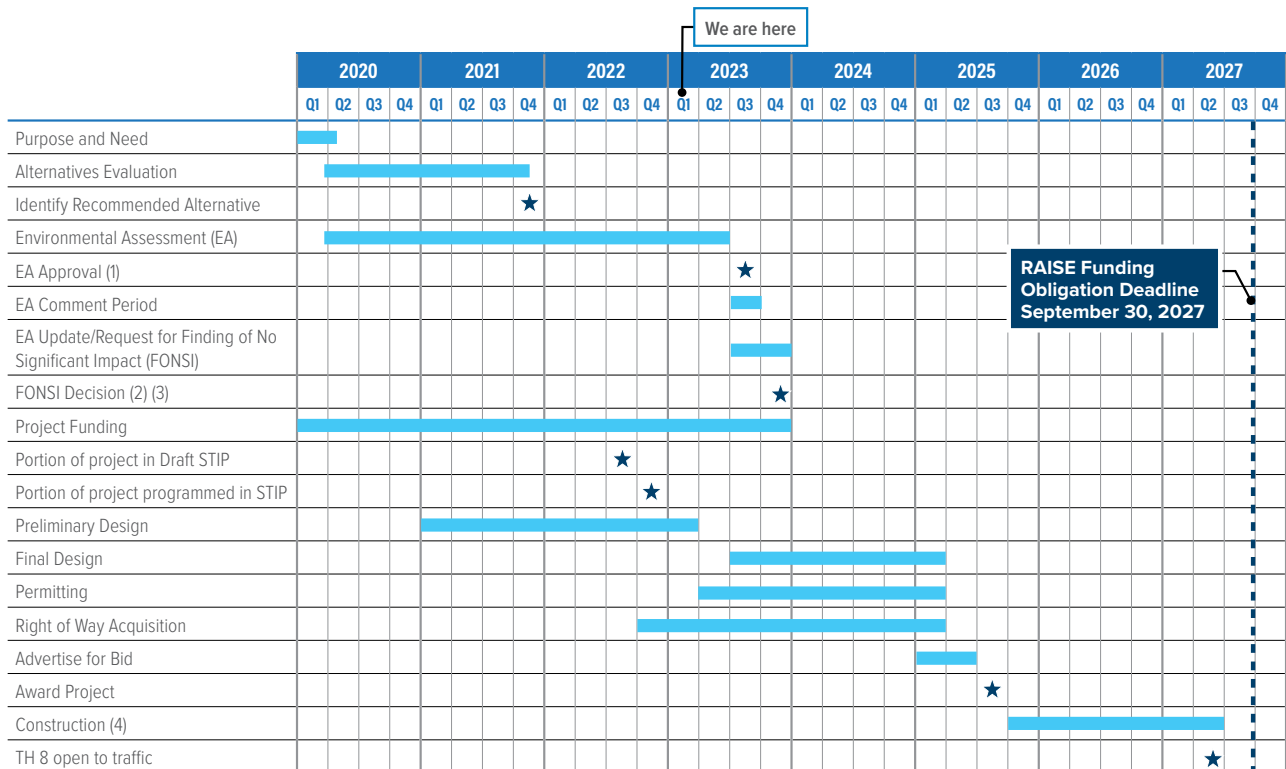 We are here
2020 2021 2022 2023 2024 2025 2026 2027
Q1 Q2 Q3 Q4 Q1 Q2 Q3 Q4 Q1 Q2 Q3 Q4 Q1 Q2 Q3 Q4 Q1 Q2 Q3 Q4 Q1 Q2 Q3 Q4 Q1 Q2 Q3 Q4 Q1 Q2 Q3 Q4
Purpose and Need
Alternatives Evaluation
Identify Recommended Alternative
Environmental Assessment (EA)
EA Approval (1)
RAISE Funding
Obligation Deadline
September 30, 2027
EA Comment Period
EA Update/Request for Finding of No
Significant Impact (FONSI)
FONSI Decision (2) (3)
Project Funding
Portion of project in Draft STIP
Portion of project programmed in STIP
Preliminary Design
Final Design
Permitting
Right of Way Acquisition
Advertise for Bid
Award Project
Construction (4)
TH 8 open to traffic